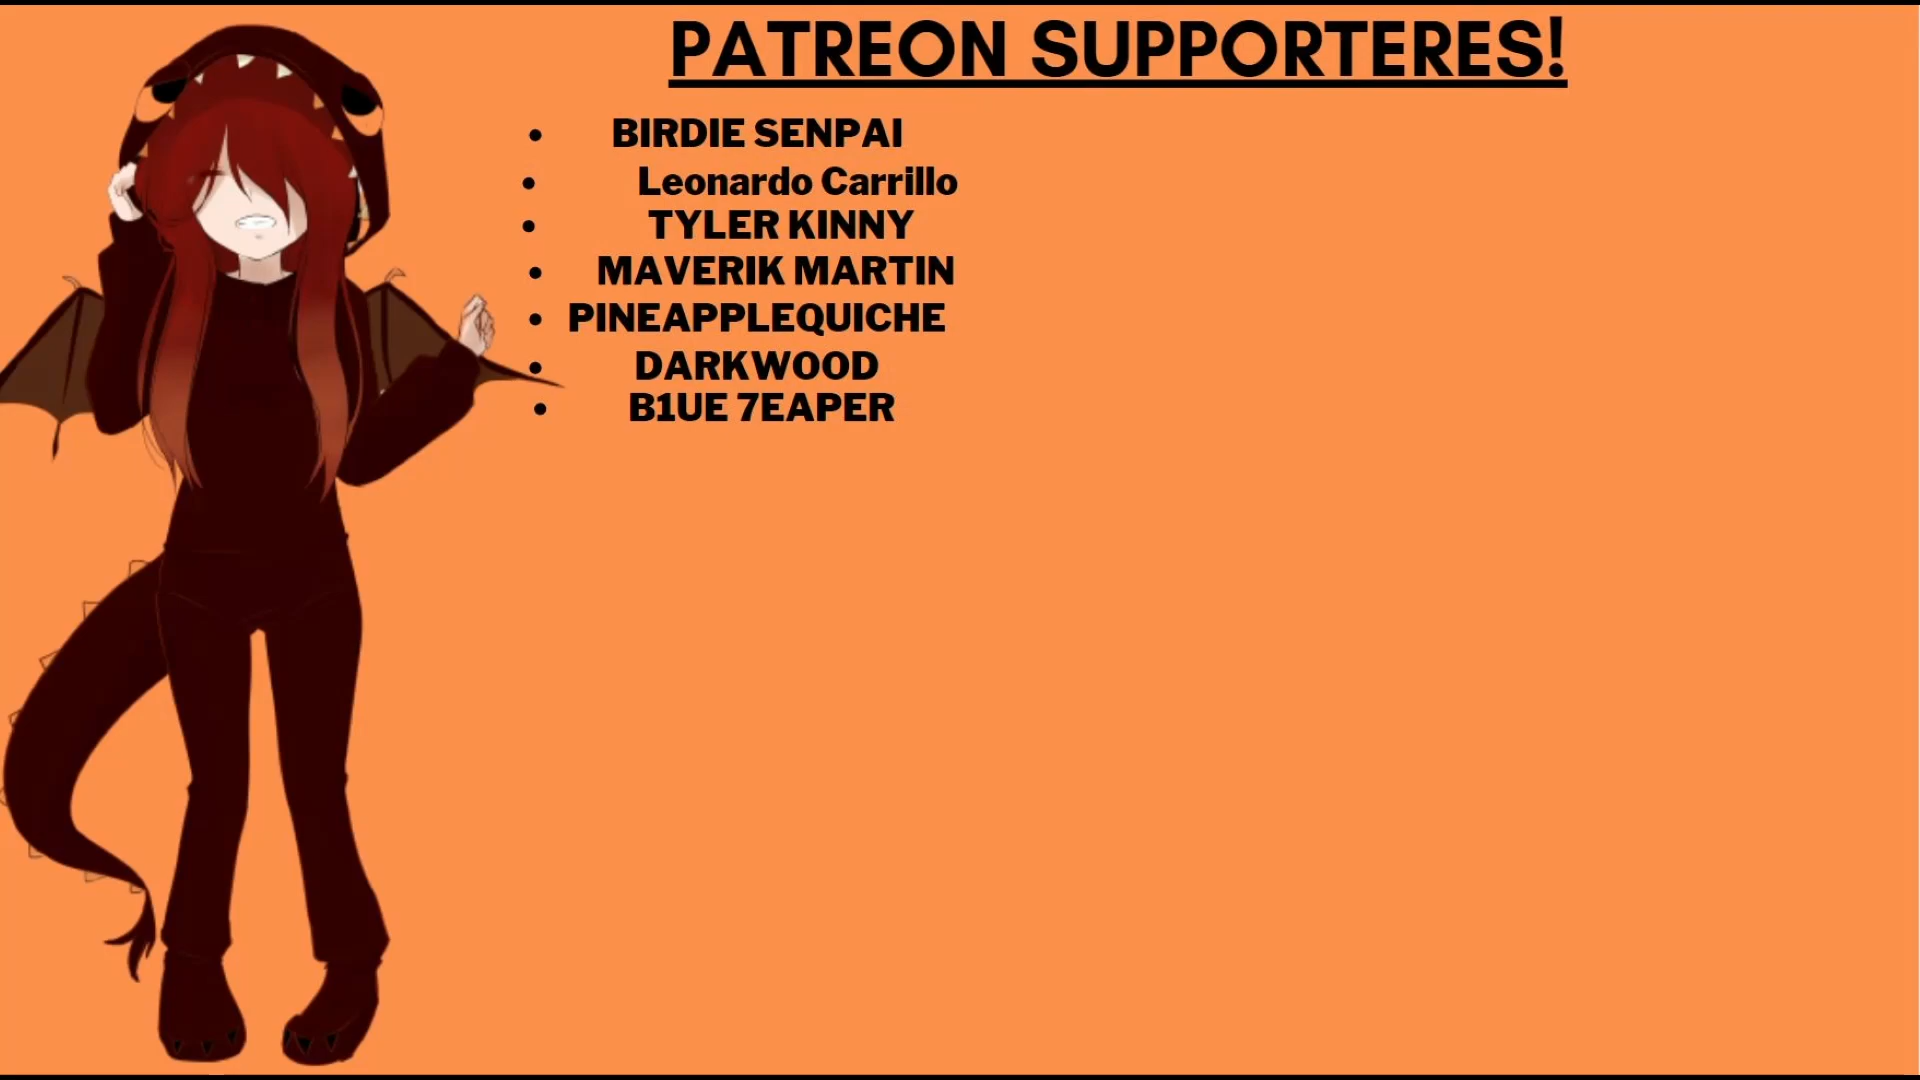 PATREON SUPPORTERES!
• BIRDIE SENPAI
• Leonardo Carrillo
• TYLER KINNY
• MAVERIK MARTIN
• PINEAPPLEQUICHE
• DARKWOOD
• B1UE 7EAPER